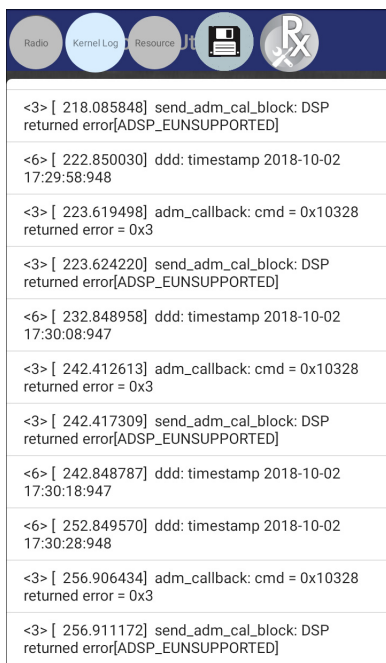 Radio
Kernel Log
Resource
Ut
Rx
<3> [  218.085848]  send_adm_cal_block: DSP
returned error[ADSP_EUNSUPPORTED]
<6> [  222.850030]  ddd: timestamp 2018-10-02
17:29:58:948
<3> [  223.619498]  adm_callback: cmd = 0x10328
returned error = 0x3
<3> [  223.624220]  send_adm_cal_block: DSP
returned error[ADSP_EUNSUPPORTED]
<6> [  232.848958]  ddd: timestamp 2018-10-02
17:30:08:947
<3> [  242.412613]  adm_callback: cmd = 0x10328
returned error = 0x3
<3> [  242.417309]  send_adm_cal_block: DSP
returned error[ADSP_EUNSUPPORTED]
<6> [  242.848787]  ddd: timestamp 2018-10-02
17:30:18:947
<6> [  252.849570]  ddd: timestamp 2018-10-02
17:30:28:948
<3> [  256.906434]  adm_callback: cmd = 0x10328
returned error = 0x3
<3> [  256.911172]  send_adm_cal_block: DSP
returned error[ADSP_EUNSUPPORTED]